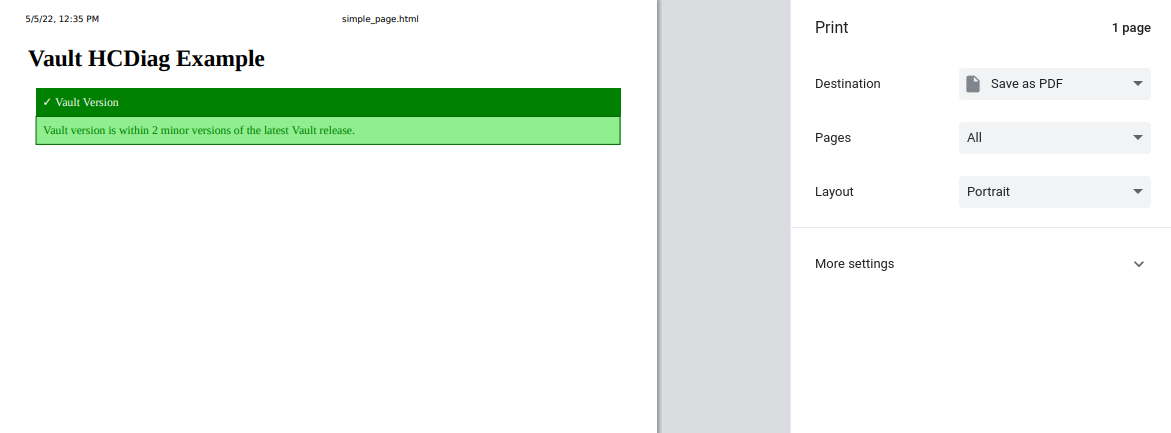 5/5/22, 12:35 PM
simple_page.html
Vault HCDiag Example
✓ Vault Version
Vault version is within 2 minor versions of the latest Vault release.
Print
1 page
Destination
Save as PDF
Pages
All
Layout
Portrait
More settings